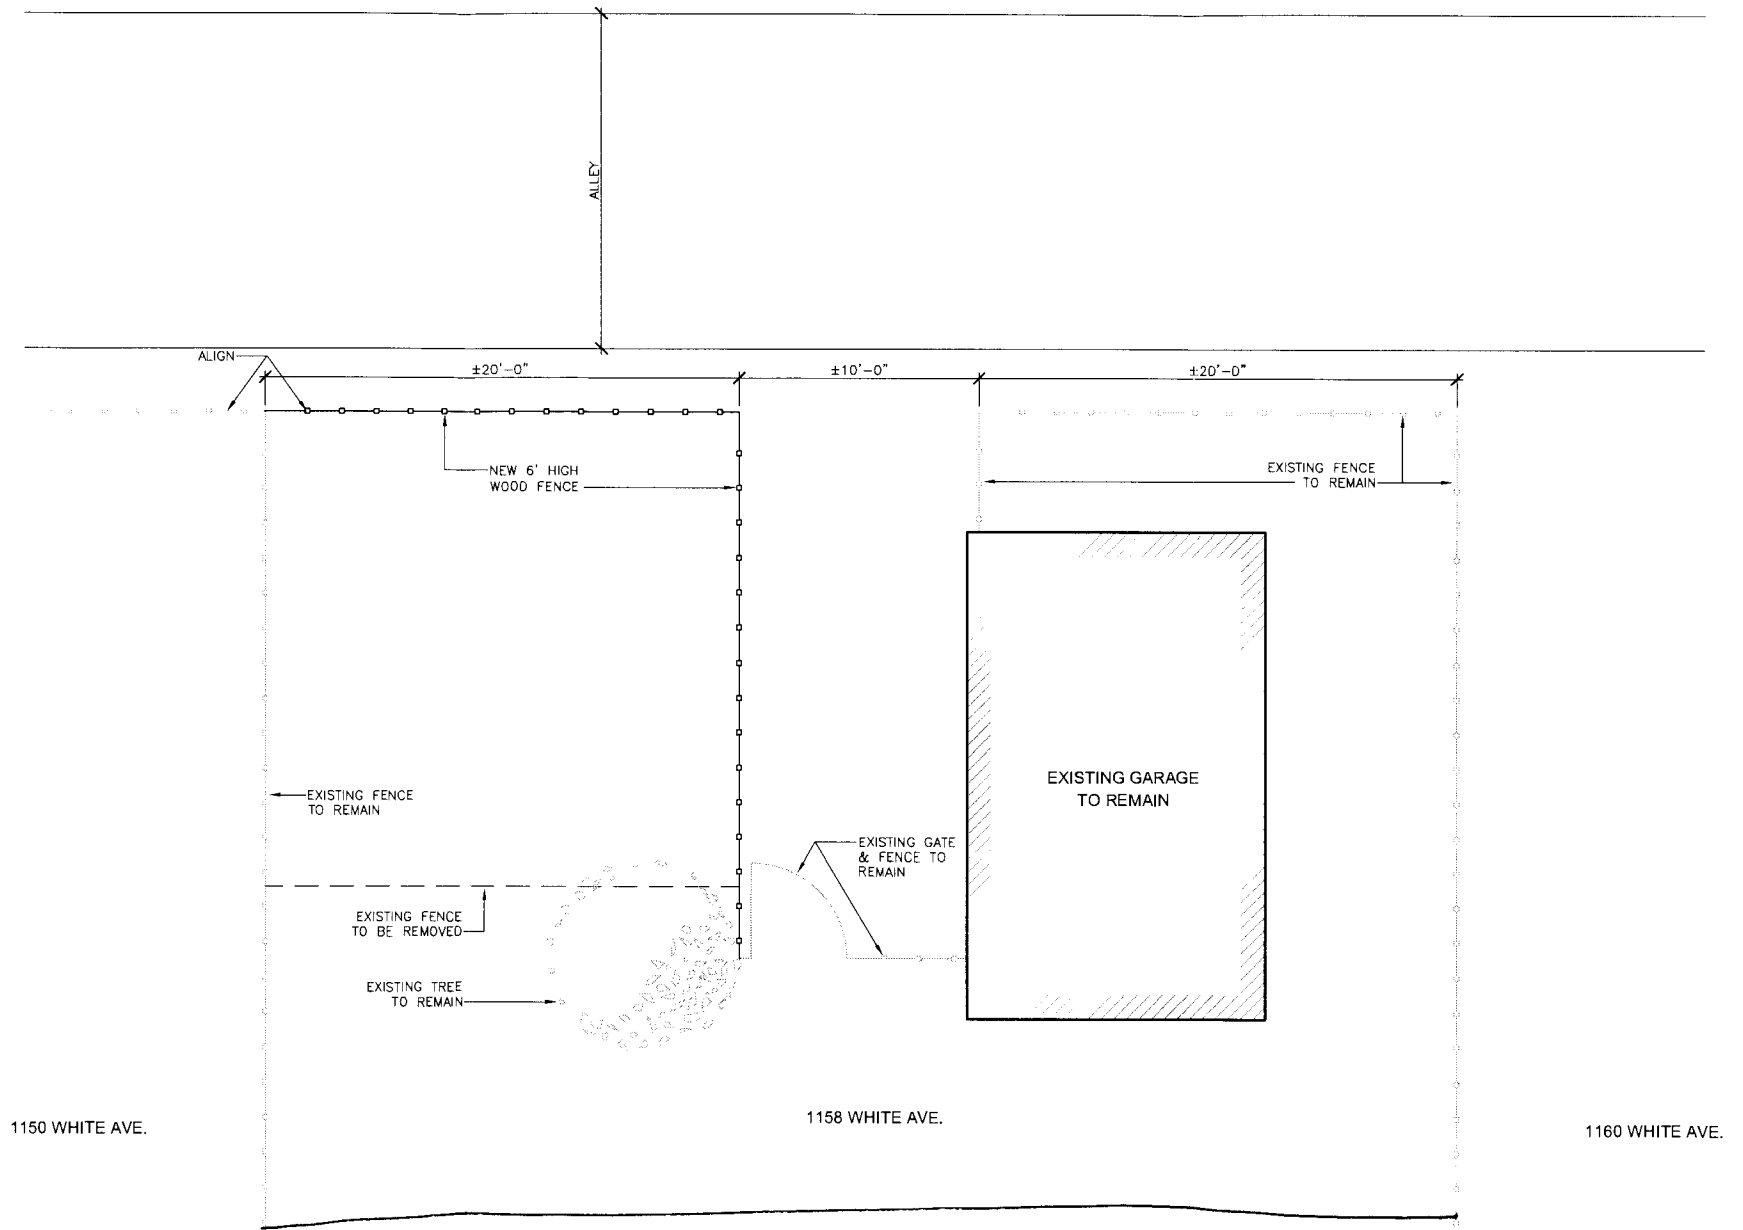 ALLEY
ALIGN
±20'-0"
±10'-0"
±20'-0"
NEW 6' HIGH
WOOD FENCE
EXISTING FENCE
TO REMAIN
EXISTING GARAGE
TO REMAIN
EXISTING FENCE
TO REMAIN
EXISTING GATE
& FENCE TO
REMAIN
EXISTING FENCE
TO BE REMOVED
EXISTING TREE
TO REMAIN
1150 WHITE AVE.
1158 WHITE AVE.
1160 WHITE AVE.